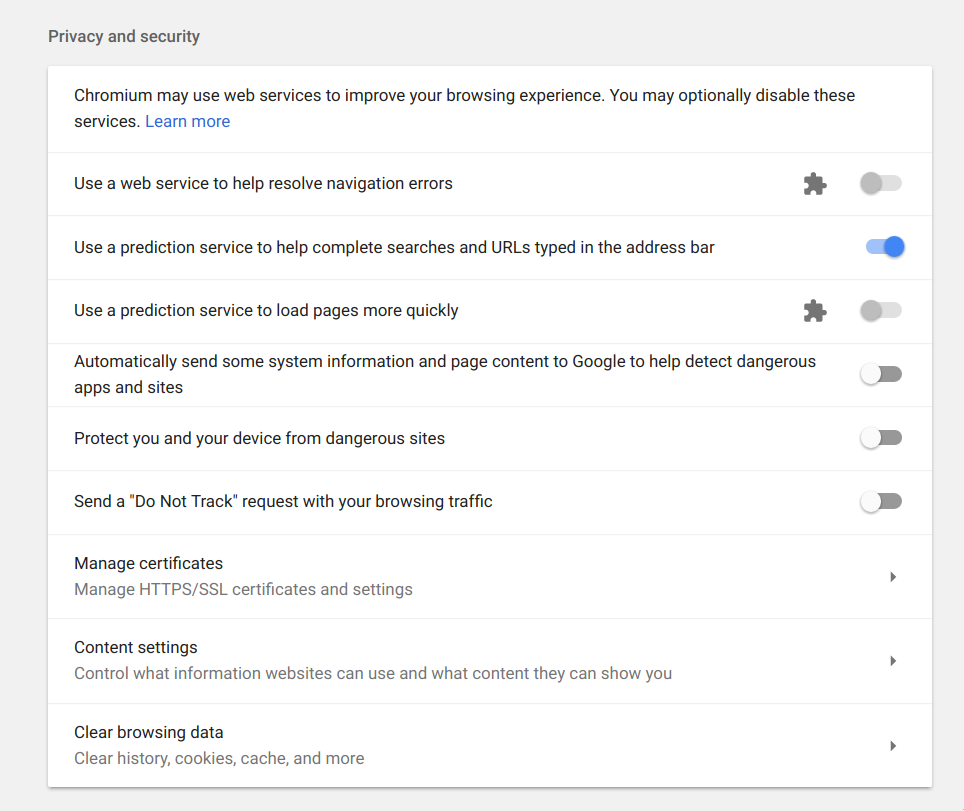 Privacy and security
Chromium may use web services to improve your browsing experience. You may optionally disable these
services. Learn more
Use a web service to help resolve navigation errors
Use a prediction service to help complete searches and URLs typed in the address bar
Use a prediction service to load pages more quickly
Automatically send some system information and page content to Google to help detect dangerous
apps and sites
Protect you and your device from dangerous sites
Send a "Do Not Track" request with your browsing traffic
Manage certificates
Manage HTTPS/SSL certificates and settings
Content settings
Control what information websites can use and what content they can show you
Clear browsing data
Clear history, cookies, cache, and more